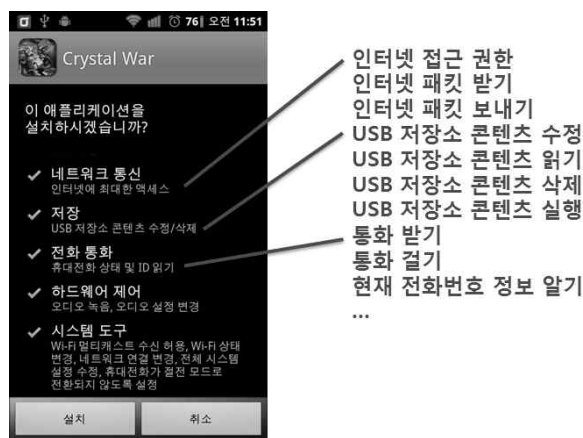 76 오전 11:51
Crystal War
이 애플리케이션을
설치하시겠습니까?
네트워크 통신
인터넷에 최대한 액세스
저장
USB 저장소 콘텐츠 수정/삭제
전화 통화
휴대전화 상태 및 ID 읽기
하드웨어 제어
오디오 녹음, 오디오 설정 변경
시스템 도구
Wi-Fi 멀티캐스트 수신 허용, Wi-Fi 상태
변경, 네트워크 연결 변경, 전체 시스템
설정 수정, 휴대전화가 절전 모드로
전환되지 않도록 설정
설치
취소
인터넷 접근 권한
인터넷 패킷 받기
인터넷 패킷 보내기
USB 저장소 콘텐츠 수정
USB 저장소 콘텐츠 읽기
USB 저장소 콘텐츠 삭제
USB 저장소 콘텐츠 실행
통화 받기
통화 걸기
현재 전화번호 정보 알기
...